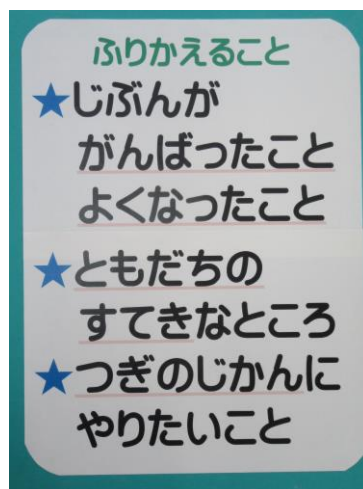 ふりかえること
★じぶんが
がんばったこと
よくなったこと
★ともだちの
すてきなところ
★つぎのじかんに
やりたいこと